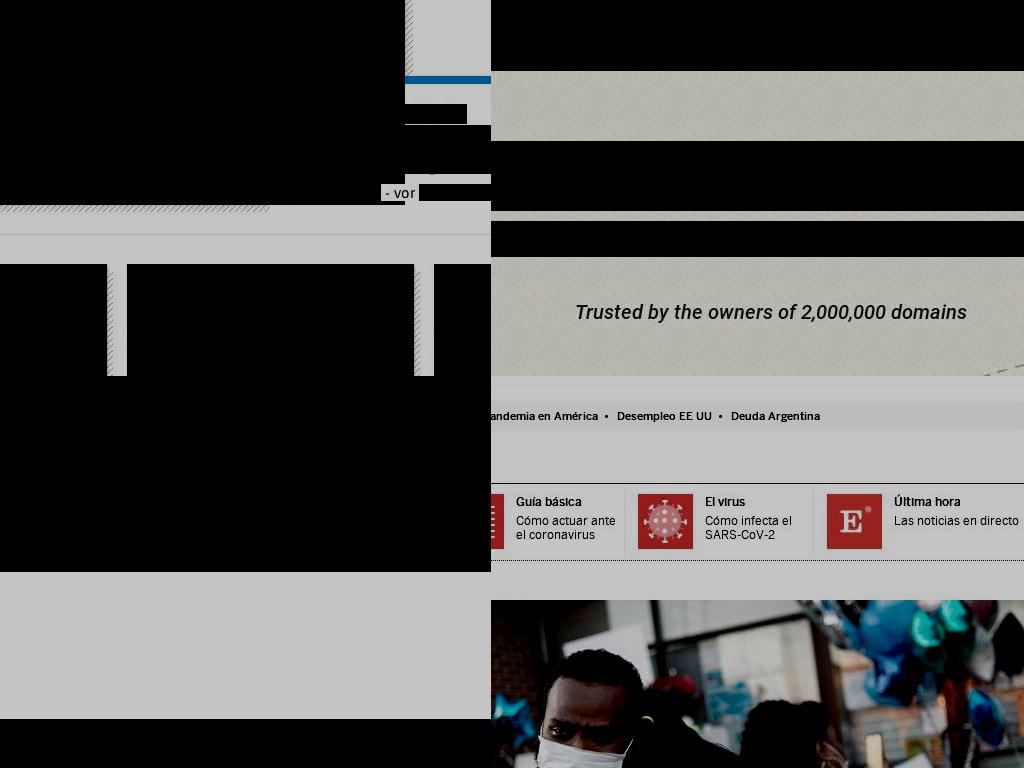 - vor
Trusted by the owners of 2,000,000 domains
andemia en América • Desempleo EE UU • Deuda Argentina
Guía básica
Cómo actuar ante
el coronavirus
El virus
Cómo infecta el
SARS-CoV-2
E
Última hora
Las noticias en directo